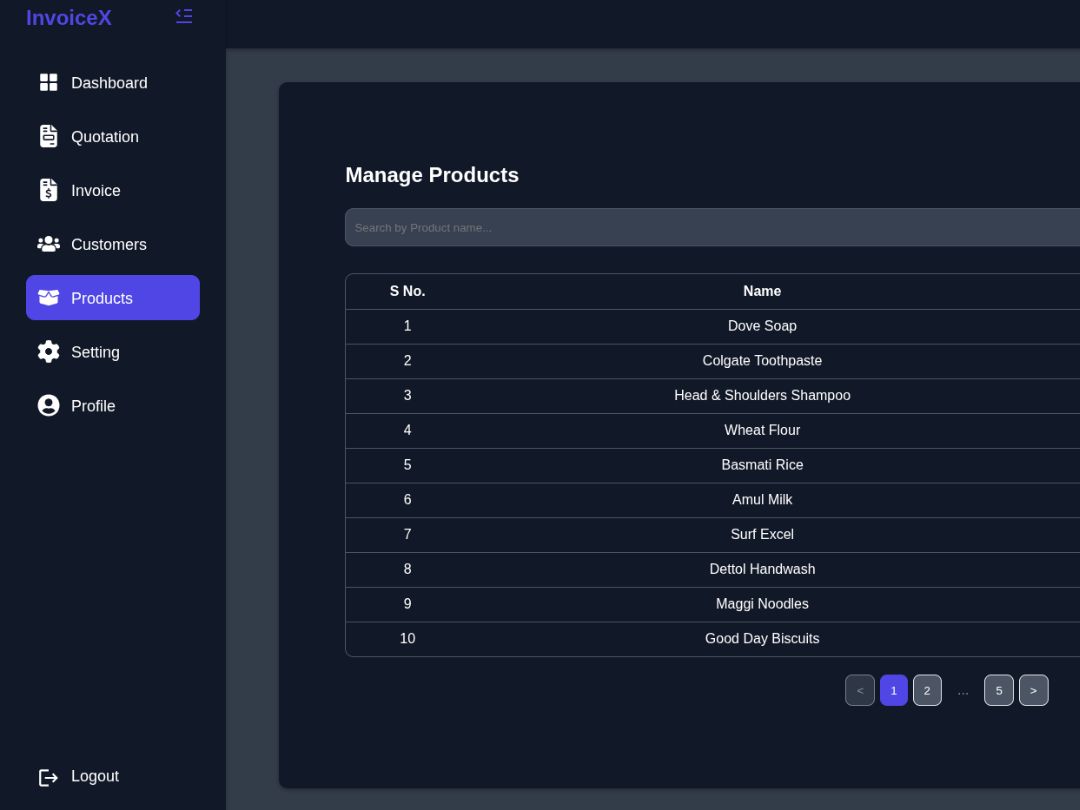 InvoiceX
Dashboard
Quotation
Invoice
Customers
Products
Setting
Profile
Logout
Manage Products
Search by Product name...
S No. Name
1 Dove Soap
2 Colgate Toothpaste
3 Head & Shoulders Shampoo
4 Wheat Flour
5 Basmati Rice
6 Amul Milk
7 Surf Excel
8 Dettol Handwash
9 Maggi Noodles
10 Good Day Biscuits
< 1 2 ... 5 >